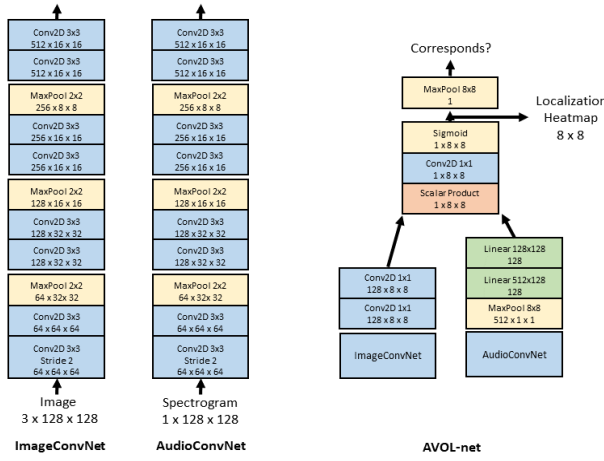 Conv2D 3x3
512 x 16 x 16
Conv2D 3x3
512 x 16 x 16
MaxPool 2x2
256 x 8 x 8
Conv2D 3x3
256 x 16 x 16
Conv2D 3x3
256 x 16 x 16
MaxPool 2x2
128 x 16 x 16
Conv2D 3x3
128 x 32 x 32
Conv2D 3x3
128 x 32 x 32
MaxPool 2x2
64 x 32x 32
Conv2D 3x3
64 x 64 x 64
Conv2D 3x3
Stride 2
64 x 64 x 64
Image
3 x 128 x 128
ImageConvNet
Conv2D 3x3
512 x 16 x 16
Conv2D 3x3
512 x 16 x 16
MaxPool 2x2
256 x 8 x 8
Conv2D 3x3
256 x 16 x 16
Conv2D 3x3
256 x 16 x 16
MaxPool 2x2
128 x 16 x 16
Conv2D 3x3
128 x 32 x 32
Conv2D 3x3
128 x 32 x 32
MaxPool 2x2
64 x 32x 32
Conv2D 3x3
64 x 64 x 64
Conv2D 3x3
Stride 2
64 x 64 x 64
Spectrogram
1 x 128 x 128
AudioConvNet
Corresponds?
MaxPool 8x8
1
Localization
Heatmap
8 x 8
Sigmoid
1 x 8 x 8
Conv2D 1x1
1 x 8 x 8
Scalar Product
1 x 8 x 8
Conv2D 1x1
128 x 8 x 8
Conv2D 1x1
128 x 8 x 8
ImageConvNet
Linear 128x128
128
Linear 512x128
128
MaxPool 8x8
512 x 1 x 1
AudioConvNet
AVOL-net